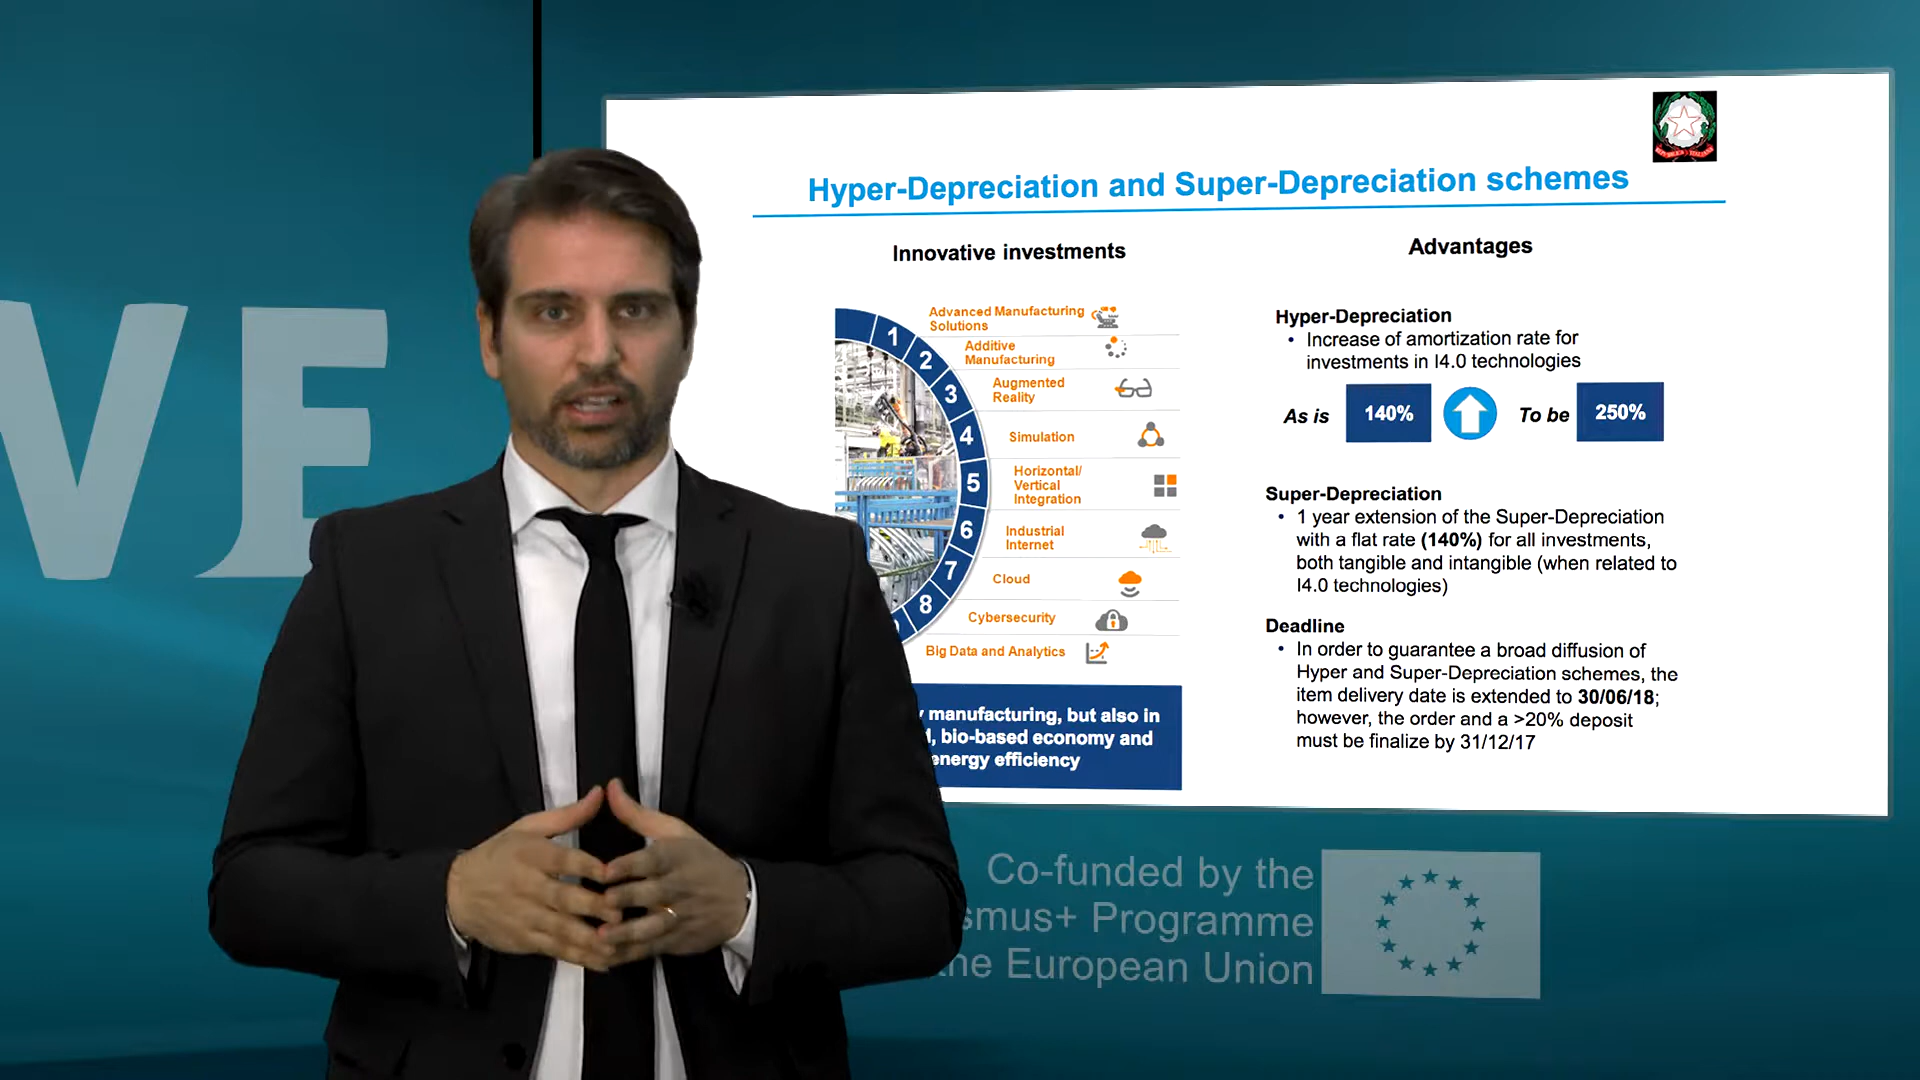 VE
Hyper-Depreciation and Super-Depreciation schemes
Innovative investments
1
Advanced Manufacturing
Solutions
2
Additive
Manufacturing
3
Augmented
Reality
4
Simulation
5
Horizontal/
Vertical
Integration
6
Industrial
Internet
7
Cloud
8
Cybersecurity
Big Data and Analytics
manufacturing, but also in
bio-based economy and
energy efficiency
Advantages
Hyper-Depreciation
• Increase of amortization rate for
investments in I4.0 technologies
As is 140% To be 250%
Super-Depreciation
• 1 year extension of the Super-Depreciation
with a flat rate (140%) for all investments,
both tangible and intangible (when related to
I4.0 technologies)
Deadline
• In order to guarantee a broad diffusion of
Hyper and Super-Depreciation schemes, the
item delivery date is extended to 30/06/18;
however, the order and a >20% deposit
must be finalize by 31/12/17
Co-funded by the
smus+ Programme
he European Union